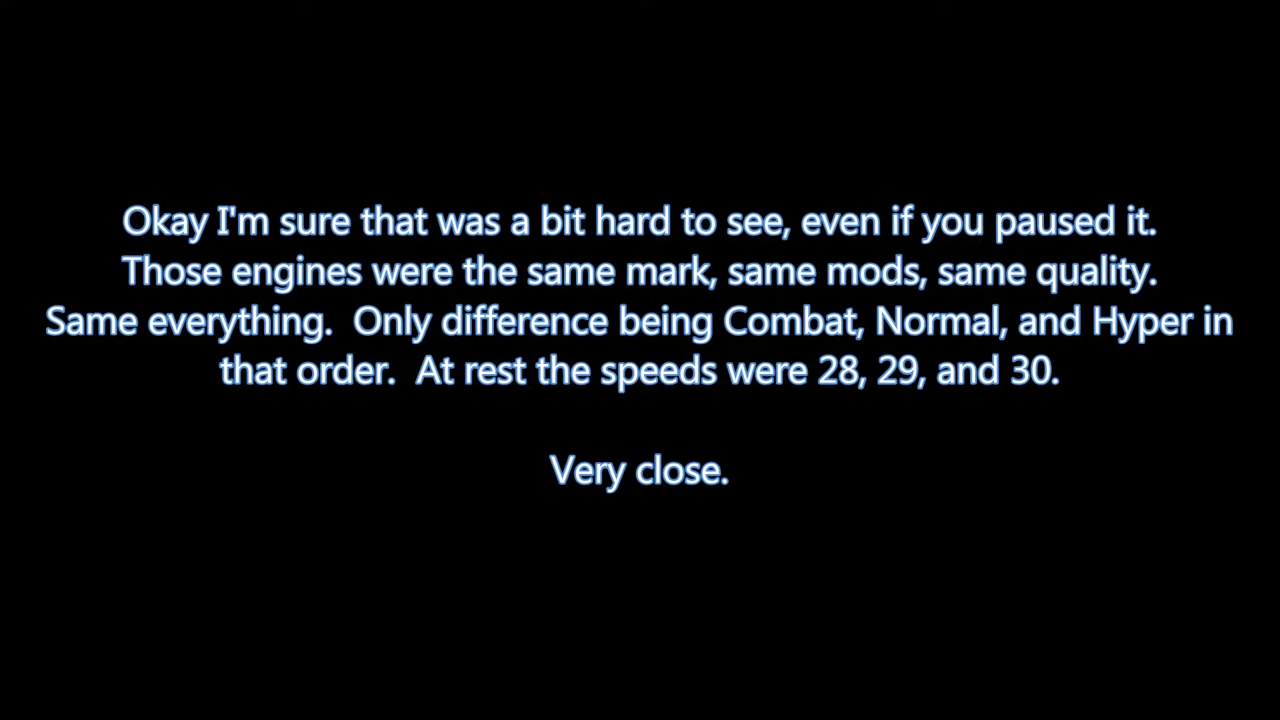 Okay I'm sure that was a bit hard to see, even if you paused it.
Those engines were the same mark, same mods, same quality.
Same everything.  Only difference being Combat, Normal, and Hyper in
that order.  At rest the speeds were 28, 29, and 30.
Very close.